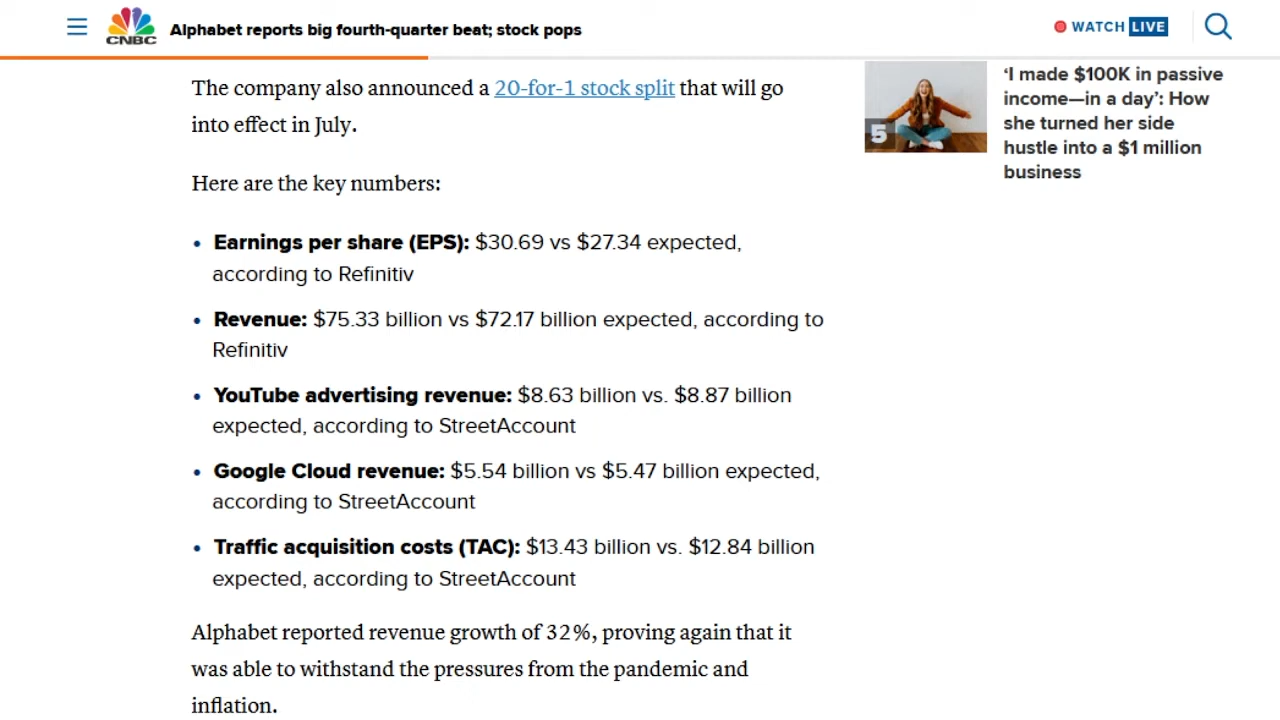 CNBC
Alphabet reports big fourth-quarter beat; stock pops
WATCH LIVE
The company also announced a 20-for-1 stock split that will go
into effect in July.
Here are the key numbers:
• Earnings per share (EPS): $30.69 vs $27.34 expected,
according to Refinitiv
• Revenue: $75.33 billion vs $72.17 billion expected, according to
Refinitiv
• YouTube advertising revenue: $8.63 billion vs. $8.87 billion
expected, according to StreetAccount
• Google Cloud revenue: $5.54 billion vs $5.47 billion expected,
according to StreetAccount
• Traffic acquisition costs (TAC): $13.43 billion vs. $12.84 billion
expected, according to StreetAccount
Alphabet reported revenue growth of 32%, proving again that it
was able to withstand the pressures from the pandemic and
inflation.
5
‘I made $100K in passive
income—in a day’: How
she turned her side
hustle into a $1 million
business